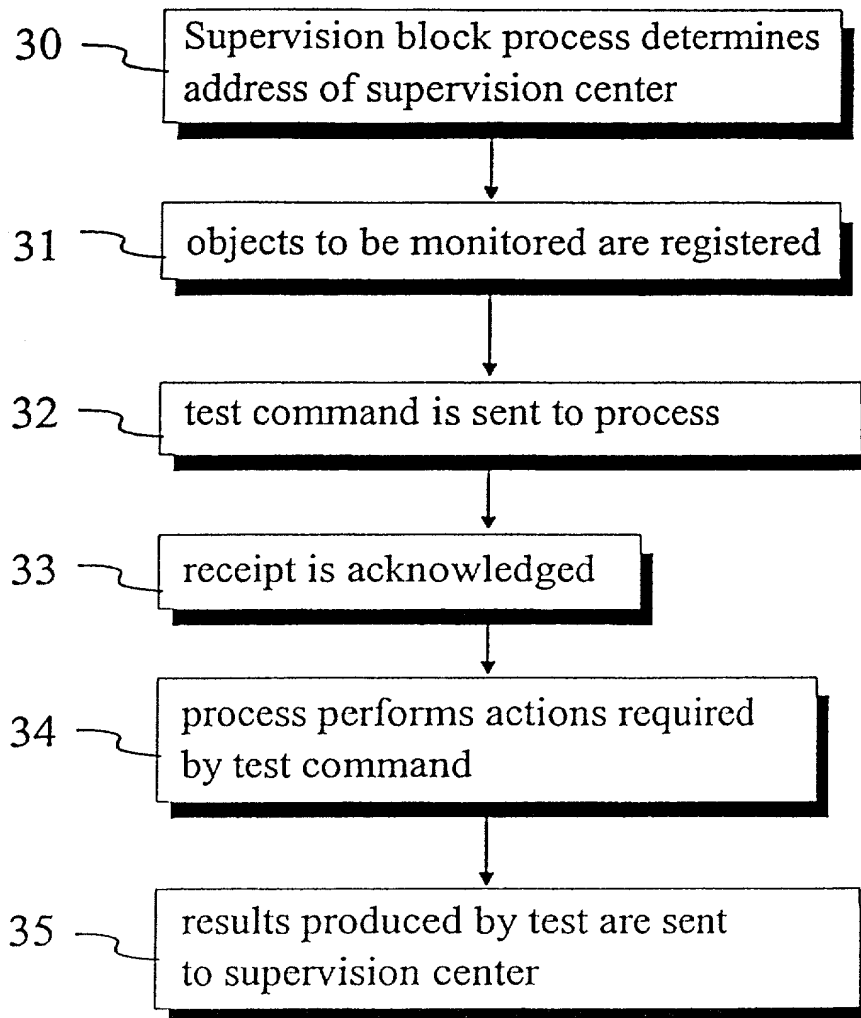 30 Supervision block process determines
address of supervision center
31 objects to be monitored are registered
32 test command is sent to process
33 receipt is acknowledged
34 process performs actions required
by test command
35 results produced by test are sent
to supervision center